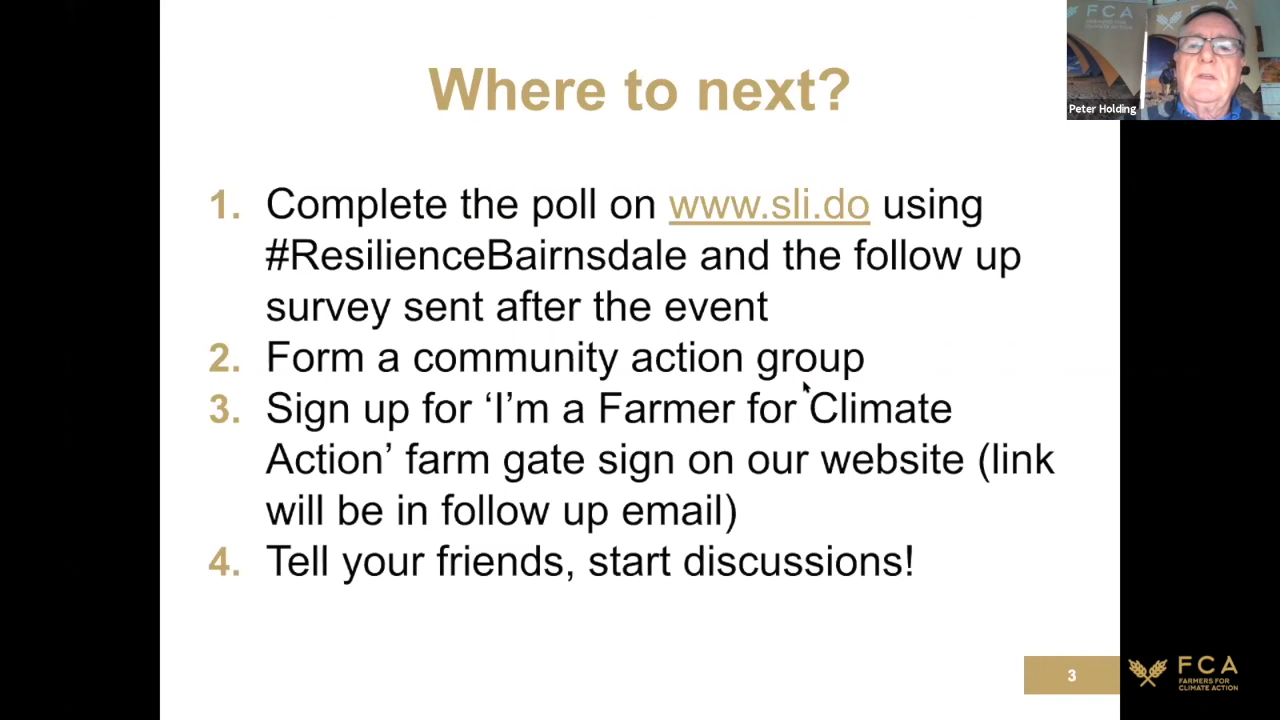 Where to next?
1. Complete the poll on www.sli.do using
#ResilienceBairnsdale and the follow up
survey sent after the event
2. Form a community action group
3. Sign up for ‘I’m a Farmer for Climate
Action’ farm gate sign on our website (link
will be in follow up email)
4. Tell your friends, start discussions!
3
FCA
FARMERS FOR
CLIMATE ACTION
FCA
Peter Holding